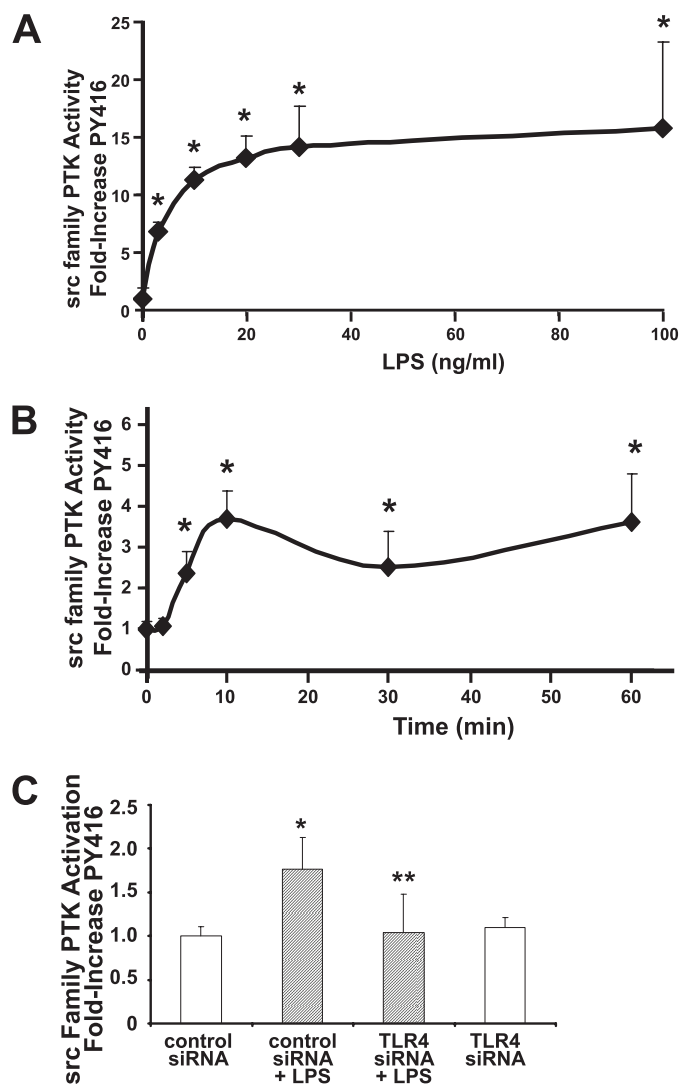 A
src family PTK Activity
Fold-Increase PY416
25
20
15
10
5
0
* * * * *
0 20 40 60 80 100
LPS (ng/ml)
B
src family PTK Activity
Fold-Increase PY416
6
5
4
3
2
1
0
* * * *
0 10 20 30 40 50 60
Time (min)
C
src Family PTK Activation
Fold-Increase PY416
2.5
2.0
1.5
1.0
0.5
0
*
**
control
siRNA
control
siRNA
+ LPS
TLR4
siRNA
+ LPS
TLR4
siRNA